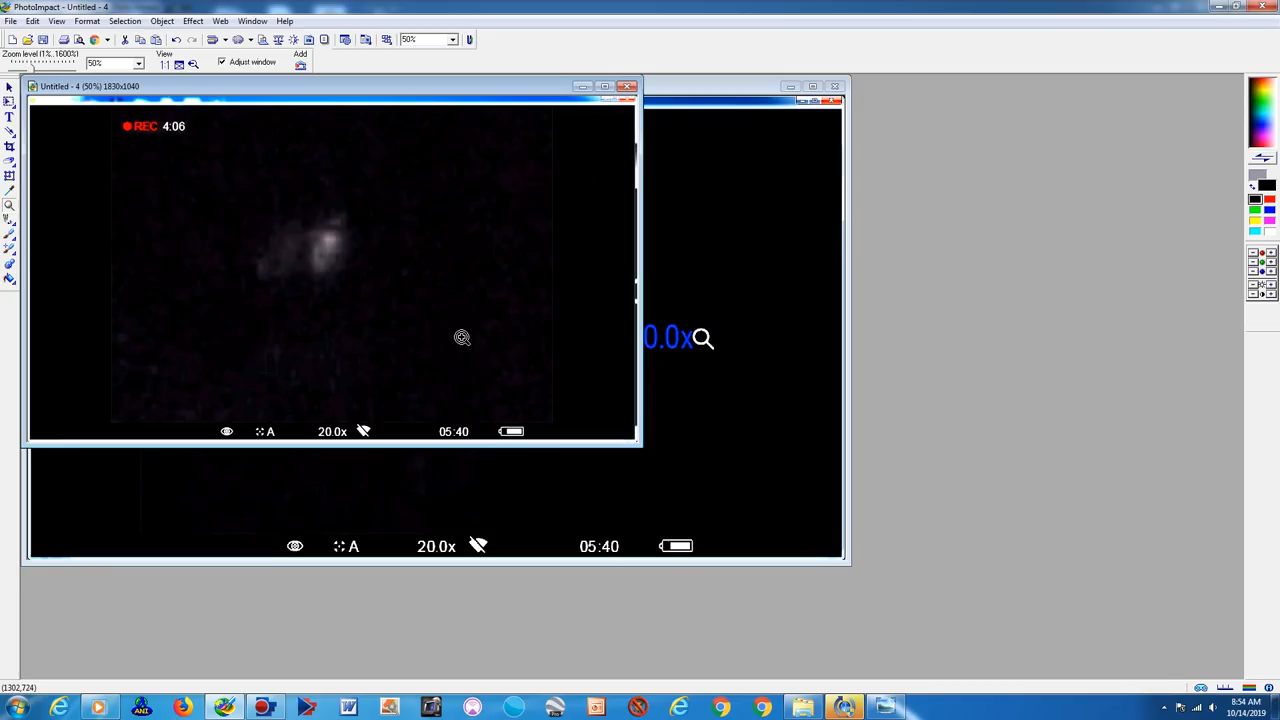 PhotoImpact - Untitled - 4
File Edit View Format Selection Object Effect Web Window Help
50%
Zoom level (1%..1600%) View Add
50% 1:1 Adjust window
Untitled - 4 (50%) 1830x1040
REC 4:06
0.0x
A 20.0x 05:40
A 20.0x 05:40
(1302,724)
ANI
8:54 AM
10/14/2019